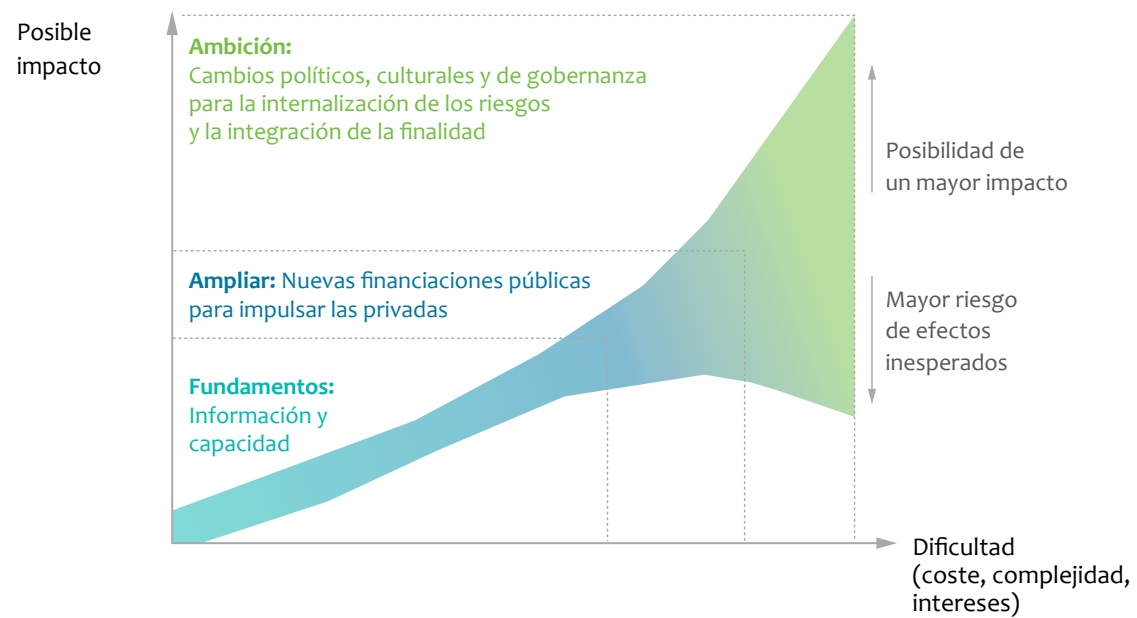 Posible
impacto
Ambición:
Cambios políticos, culturales y de gobernanza
para la internalización de los riesgos
y la integración de la finalidad
Posibilidad de
un mayor impacto
Ampliar: Nuevas financiaciones públicas
para impulsar las privadas
Mayor riesgo
de efectos
inesperados
Fundamentos:
Información y
capacidad
Dificultad
(coste, complejidad,
intereses)